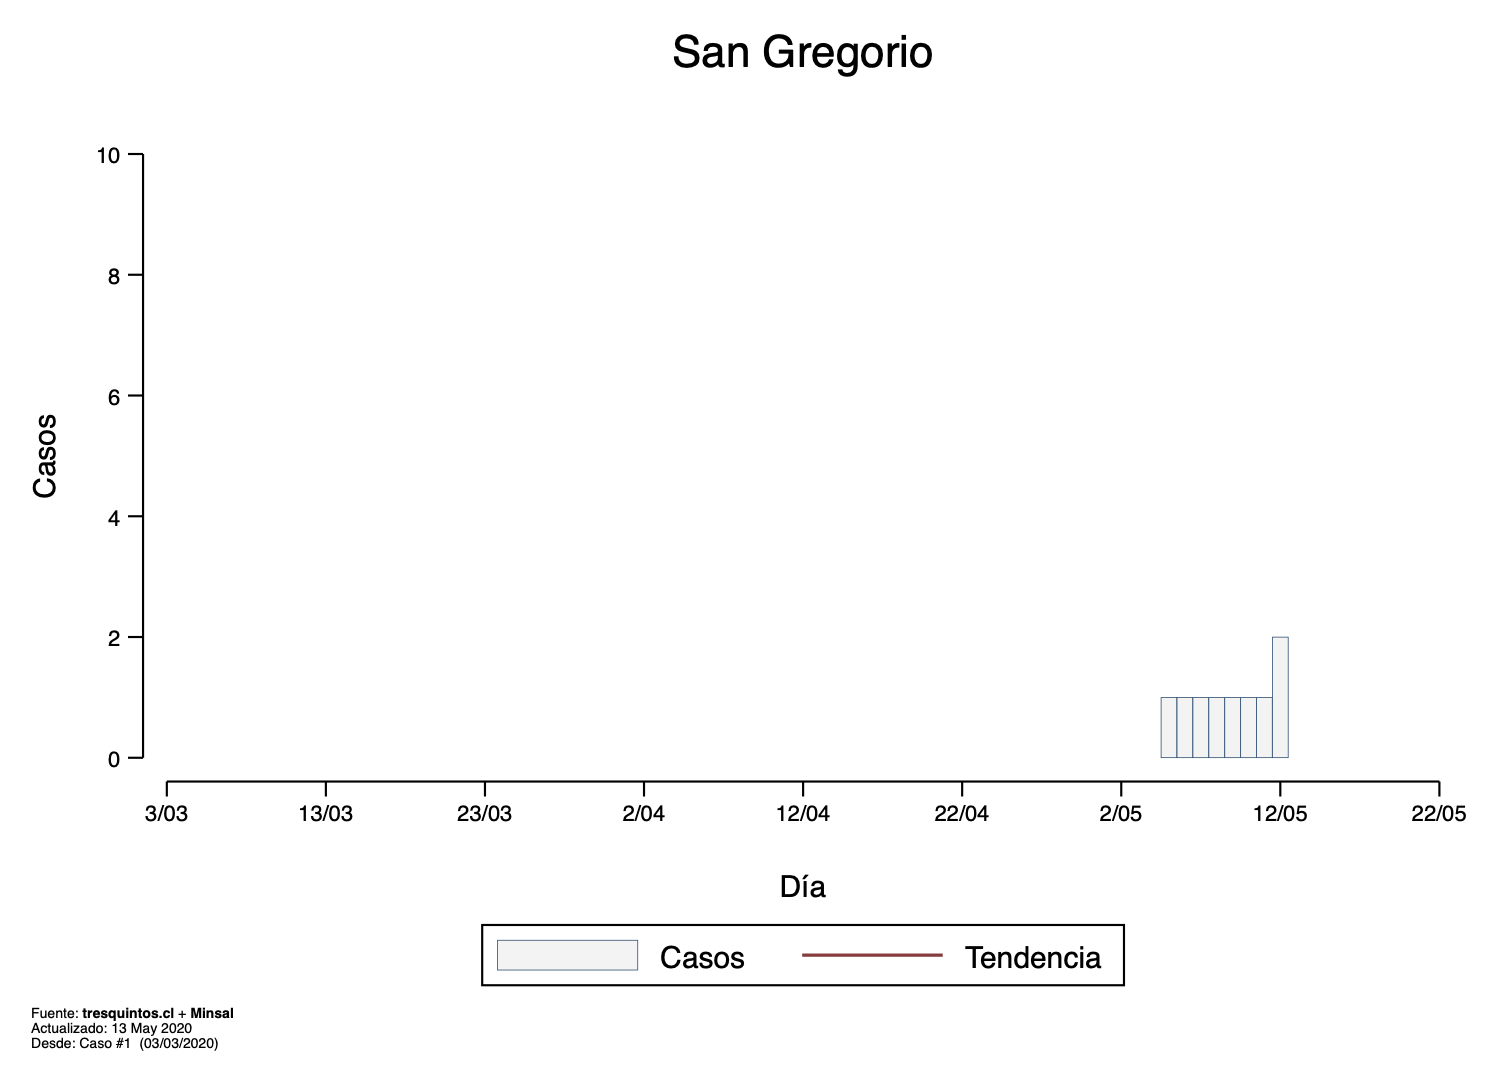 San Gregorio
10
8
6
4
2
0
Casos
3/03
13/03
23/03
2/04
12/04
22/04
2/05
12/05
22/05
Día
Casos
Tendencia
Fuente: tresquintos.cl + Minsal
Actualizado: 13 May 2020
Desde: Caso #1  (03/03/2020)